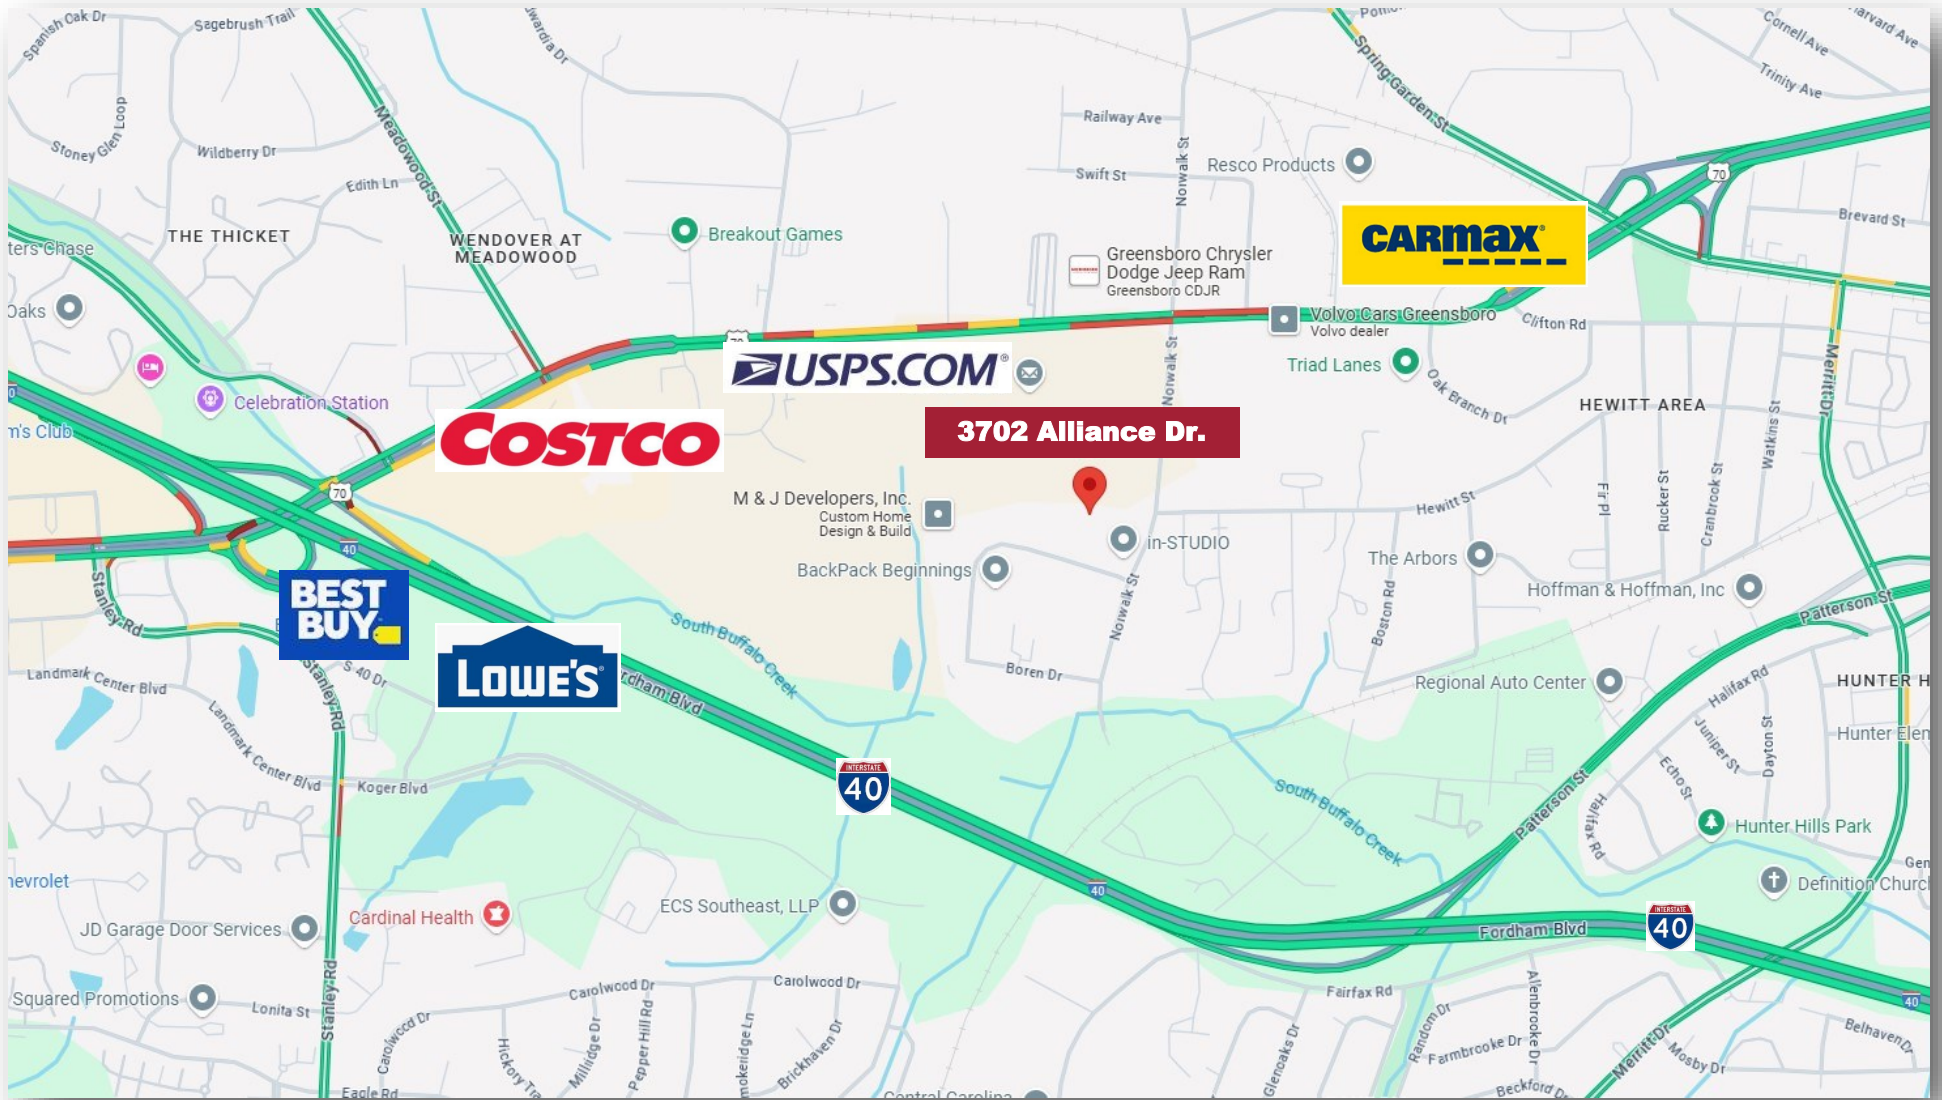 Spanish Oak Dr
Sagebrush Trail
Cornell Ave
Harvard Ave
Trinity Ave
Spring Garden St
Stoney Glen Loop
Wildberry Dr
Meadowood St
Edith Ln
Railway Ave
Swift St
Norwalk St
Resco Products
70
Brevard St
THE THICKET
WENDOVER AT
MEADOWOOD
Breakout Games
Greensboro Chrysler
Dodge Jeep Ram
Greensboro CDJR
CARMAX
ters Chase
Oaks
Volvo Cars Greensboro
Volvo dealer
Clifton Rd
Triad Lanes
Norwalk St
Oak Branch Dr
HEWITT AREA
Merritt Dr
Watkins St
USPS.COM
Celebration Station
m's Club
COSTCO
3702 Alliance Dr.
70
40
M & J Developers, Inc.
Custom Home
Design & Build
in-STUDIO
BackPack Beginnings
Hewitt St
Fir Pl
Rucker St
Cranbrook St
The Arbors
Hoffman & Hoffman, Inc
Boston Rd
Patterson St
Norwalk St
Stanley Rd
BEST
BUY
LOWE'S
South Buffalo Creek
Boren Dr
Landmark Center Blvd
S 40 Dr
Stanley Rd
rdham Blvd
Regional Auto Center
Halifax Rd
HUNTER H
Landmark Center Blvd
Juniper St
Dayton St
Hunter Elen
Echo St
Koger Blvd
INTERSTATE
40
South Buffalo Creek
Patterson St
Halifax Rd
Hunter Hills Park
Gen
hevrolet
Definition Churc
40
Cardinal Health
ECS Southeast, LLP
JD Garage Door Services
Fordham Blvd
INTERSTATE
40
Squared Promotions
Lonita St
Stanley Rd
Carolwood Dr
Carolwood Dr
Carolwood Dr
Fairfax Rd
40
Hickory Tra
Millridge Dr
Pepper Hill Rd
mokeridge Ln
Brickhaven Dr
Glenoaks Dr
Random Dr
Allenbrooke Dr
Farmbrooke Dr
Merritt Dr
Mosby Dr
Belhaven Dr
Beckford Dr
Eagle Rd
Central Carolina